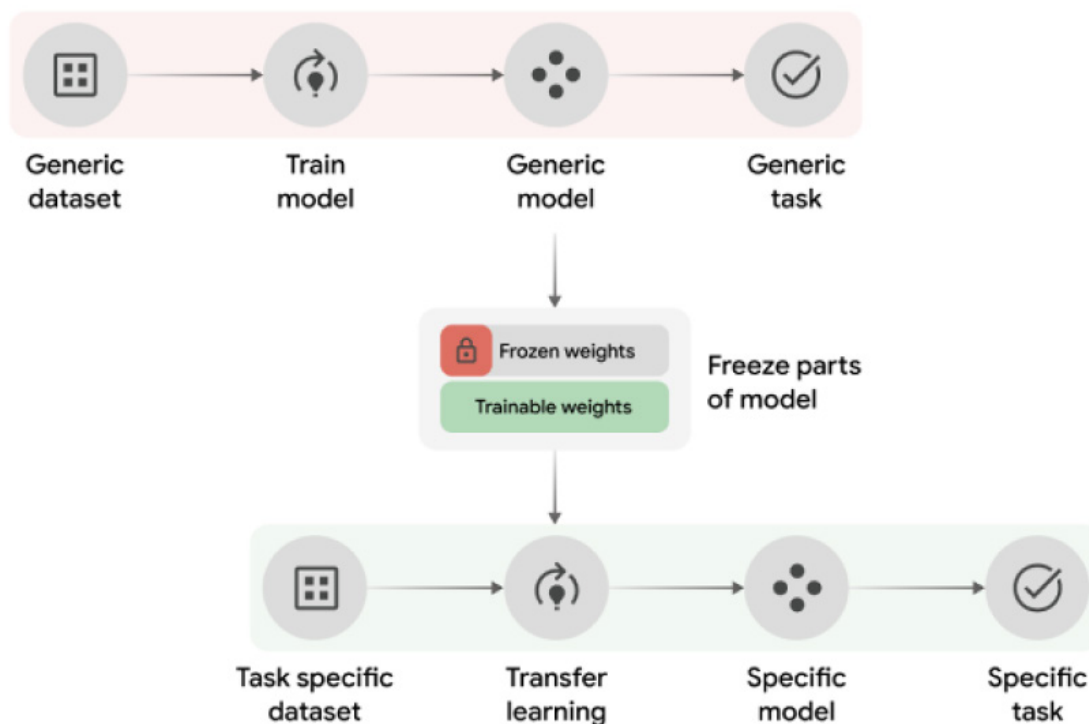 Generic
dataset
Train
model
Generic
model
Generic
task
Frozen weights
Trainable weights
Freeze parts
of model
Task specific
dataset
Transfer
learning
Specific
model
Specific
task